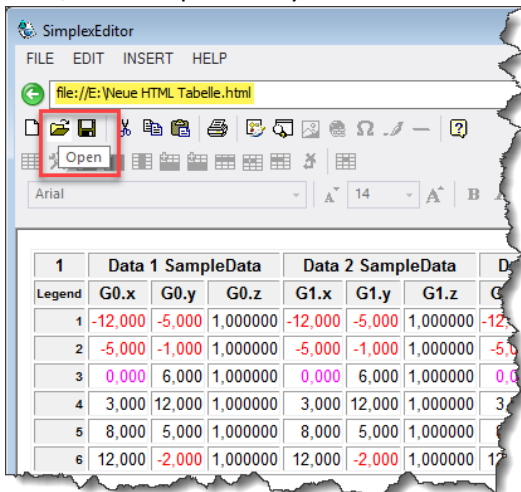 SimplexEditor
FILE EDIT INSERT HELP
file://E:\Neue HTML Tabelle.html
Open
Arial 14 A A B
1 Data 1 SampleData Data 2 SampleData
Legend G0.x G0.y G0.z G1.x G1.y G1.z
1 -12,000 -5,000 1,000000 -12,000 -5,000 1,000000
2 -5,000 -1,000 1,000000 -5,000 -1,000 1,000000
3 0,000 6,000 1,000000 0,000 6,000 1,000000
4 3,000 12,000 1,000000 3,000 12,000 1,000000
5 8,000 5,000 1,000000 8,000 5,000 1,000000
6 12,000 -2,000 1,000000 12,000 -2,000 1,000000